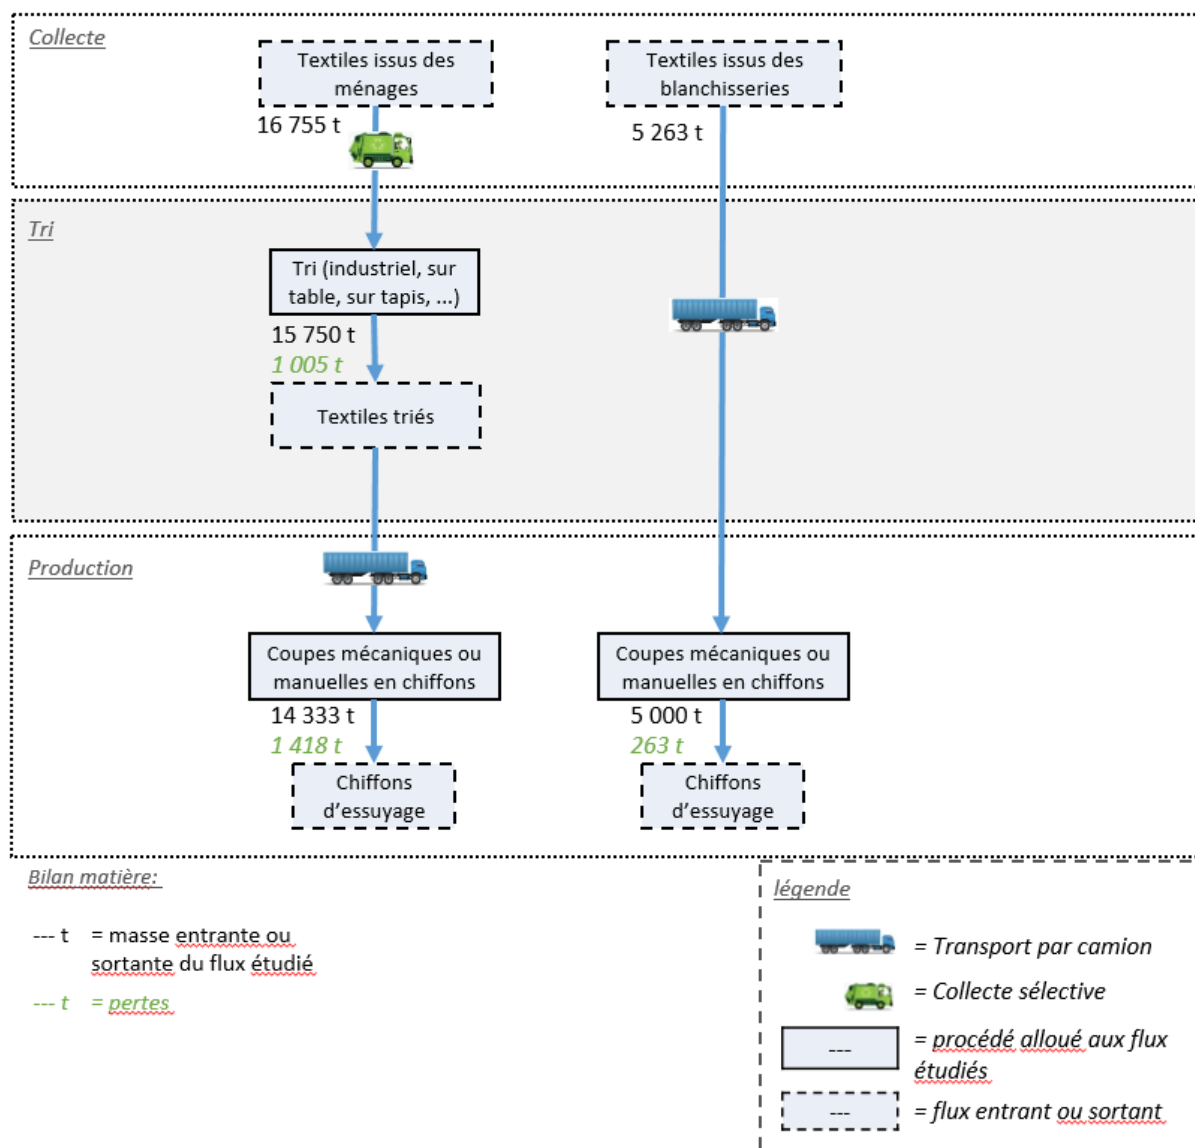 Collecte
Textiles issus des
ménages
Textiles issus des
blanchisseries
16 755 t
5 263 t
Tri
Tri (industriel, sur
table, sur tapis, ...)
15 750 t
1 005 t
Textiles triés
Production
Coupes mécaniques ou
manuelles en chiffons
Coupes mécaniques ou
manuelles en chiffons
14 333 t
1 418 t
5 000 t
263 t
Chiffons
d’essuyage
Chiffons
d’essuyage
Bilan matière:
--- t = masse entrante ou
sortante du flux étudié
--- t = pertes
légende
= Transport par camion
= Collecte sélective
--- = procédé alloué aux flux
étudiés
--- = flux entrant ou sortant